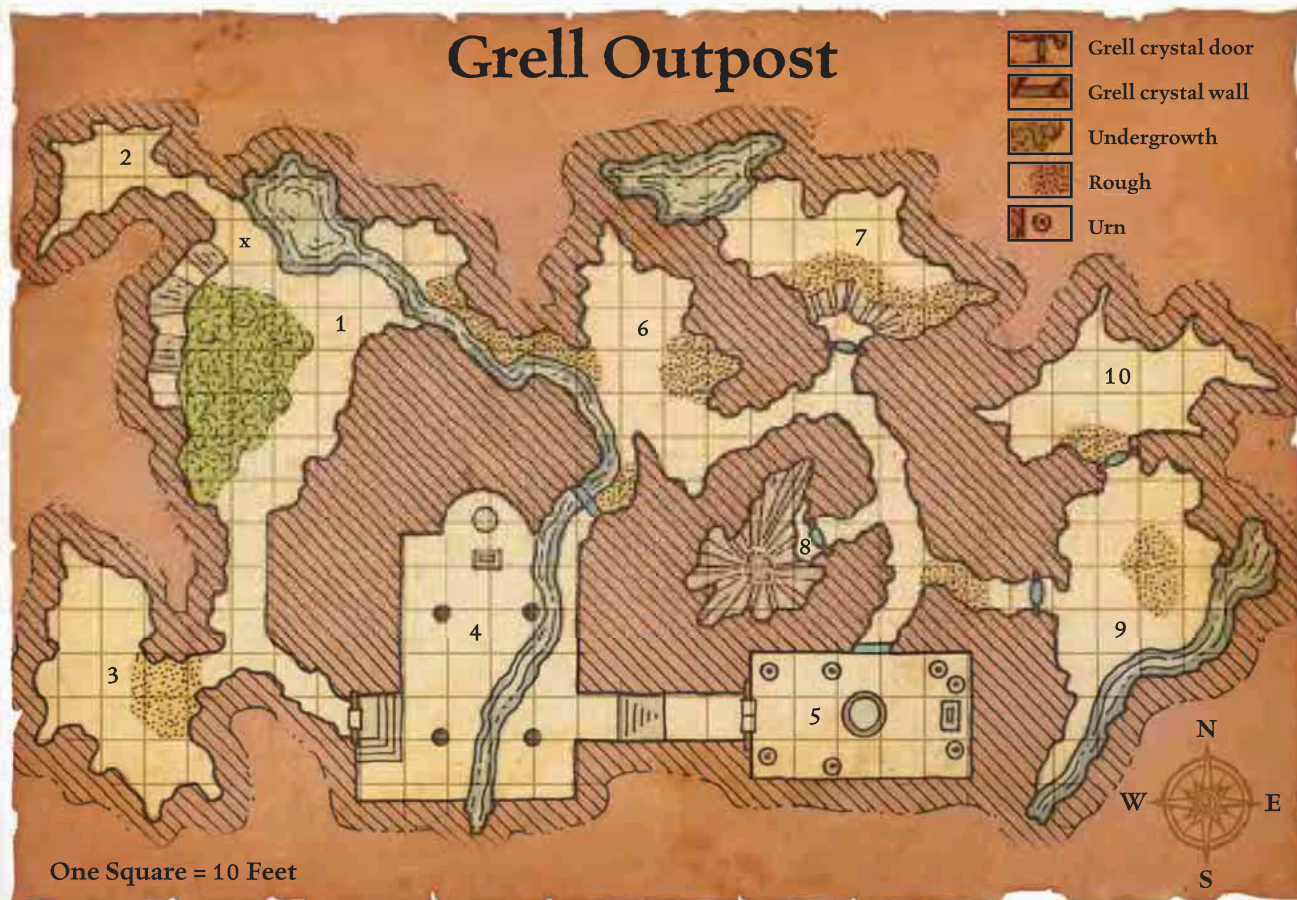 Grell Outpost
Grell crystal door
Grell crystal wall
Undergrowth
Rough
Urn
2
x
1
7
6
10
8
4
9
3
5
N
W
E
S
One Square = 10 Feet